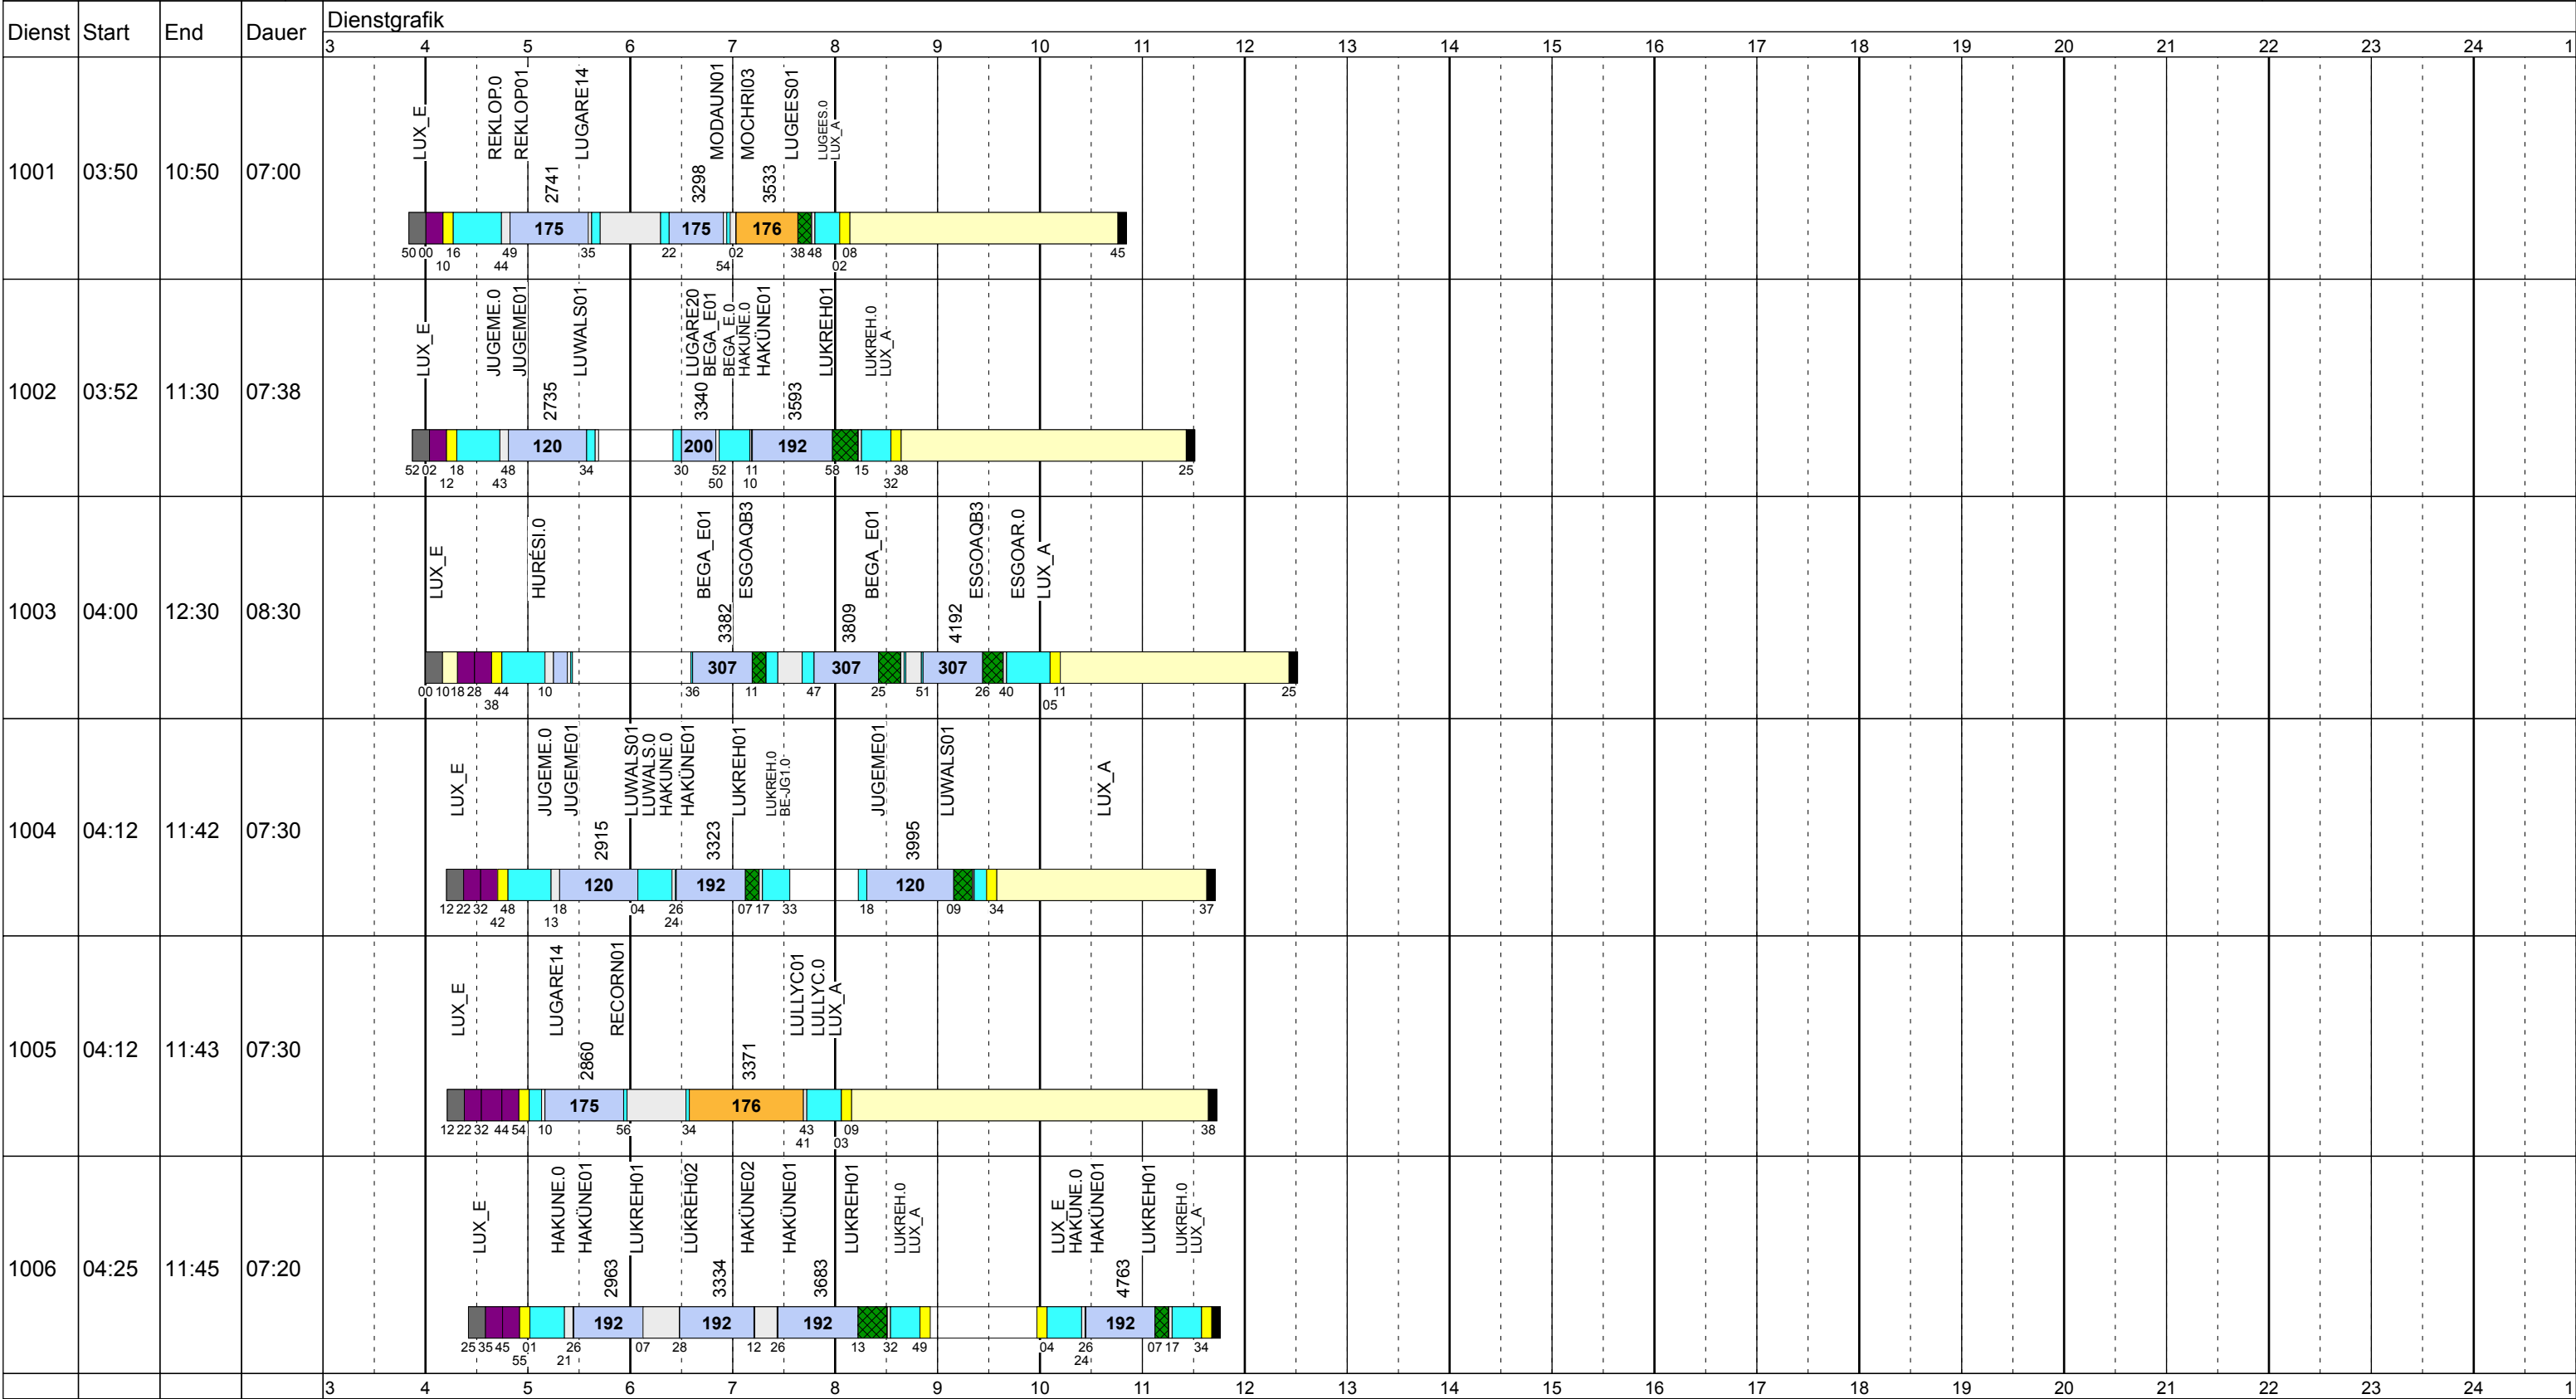 Dienst Start End Dauer Dienstgrafik
3 4 5 6 7 8 9 10 11 12 13 14 15 16 17 18 19 20 21 22 23 24 1
LUX_E REKLOP.0 REKLOP01 LUGARE14 MODAUN01 MOCHRI03 LUGEES01 LUGEES.0 LUX_A
2741 3298 3533
1001 03:50 10:50 07:00
175 175 176
50 00 16 49 35 22 02 38 48 08 45
10 44 54 02
LUX_E JUGEME.0 JUGEME01 LUWALS01 LUGARE20 BEGA_E01 BEGA_E.0 HAKÜNE.0 HAKÜNE01 LUKREH01 LUKREH.0 LUX_A
2735 3340 3593
1002 03:52 11:30 07:38
120 200 192
52 02 18 48 34 30 52 11 58 15 38 25
12 43 50 10 32
LUX_E HURÉSI.0 BEGA_E01 ESGOAQB3 BEGA_E01 ESGOAQB3 ESGOAR.0 LUX_A
3382 3809 4192
1003 04:00 12:30 08:30
307 307 307
00 10 18 28 44 10 36 11 47 25 51 26 40 11 25
38 05
LUX_E JUGEME.0 JUGEME01 LUWALS01 LUWALS.0 HAKÜNE.0 HAKÜNE01 LUKREH01 LUKREH.0 BE-JG1.0 JUGEME01 LUWALS01 LUX_A
2915 3323 3995
1004 04:12 11:42 07:30
120 192 120
12 22 32 48 18 04 26 07 17 33 18 09 34 37
42 13 24
LUX_E LUGARE14 RECORN01 LULLYC01 LULLYC.0 LUX_A
2860 3371
1005 04:12 11:43 07:30
175 176
12 22 32 44 54 10 56 34 43 09 38
41 03
LUX_E HAKÜNE.0 HAKÜNE01 LUKREH01 LUKREH02 HAKÜNE02 HAKÜNE01 LUKREH01 LUKREH.0 LUX_A LUX_E HAKÜNE.0 HAKÜNE01 LUKREH01 LUKREH.0 LUX_A
2963 3334 3683 4763
1006 04:25 11:45 07:20
192 192 192 192
25 35 45 01 26 07 28 12 26 13 32 49 04 26 07 17 34
55 21 24
3 4 5 6 7 8 9 10 11 12 13 14 15 16 17 18 19 20 21 22 23 24 1